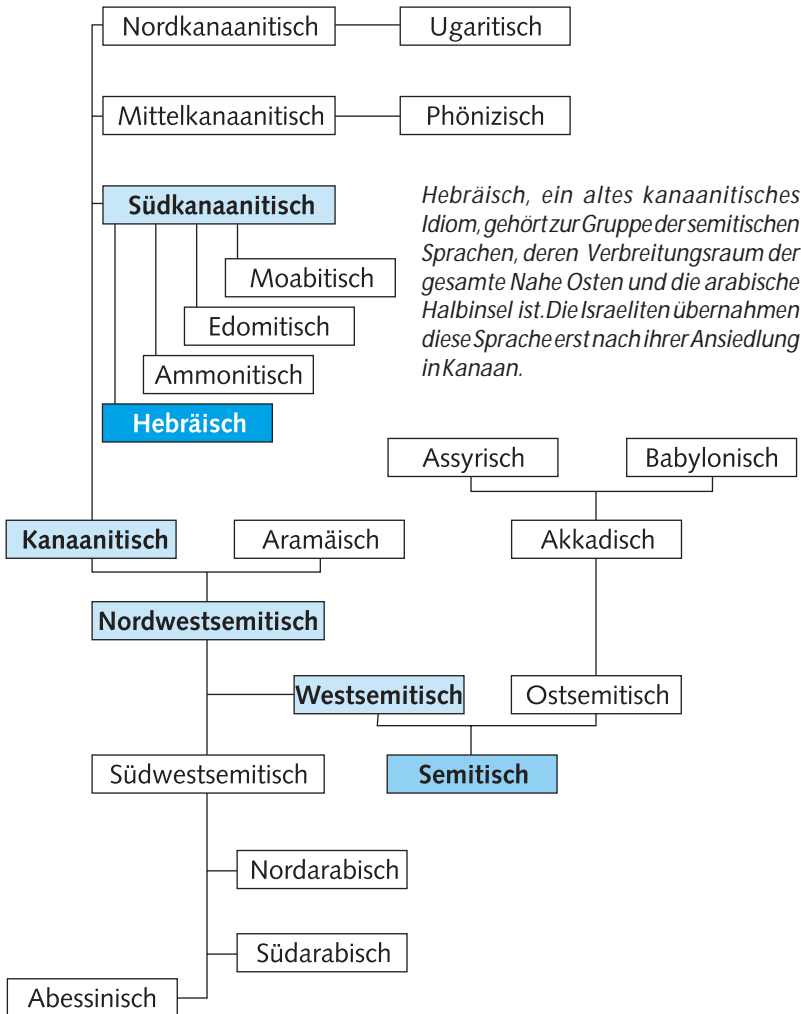 Nordkanaanitisch
Ugaritisch
Mittelkanaanitisch
Phönizisch
Südkanaanitisch
Hebräisch, ein altes kanaanitisches
Idiom, gehört zur Gruppe der semitischen
Sprachen, deren Verbreitungsraum der
gesamte Nahe Osten und die arabische
Halbinsel ist. Die Israeliten übernahmen
diese Sprache erst nach ihrer Ansiedlung
in Kanaan.
Moabitisch
Edomitisch
Ammonitisch
Hebräisch
Assyrisch
Babylonisch
Kanaanitisch
Aramäisch
Akkadisch
Nordwestsemitisch
Westsemitisch
Ostsemitisch
Südwestsemitisch
Semitisch
Nordarabisch
Südarabisch
Abessinisch